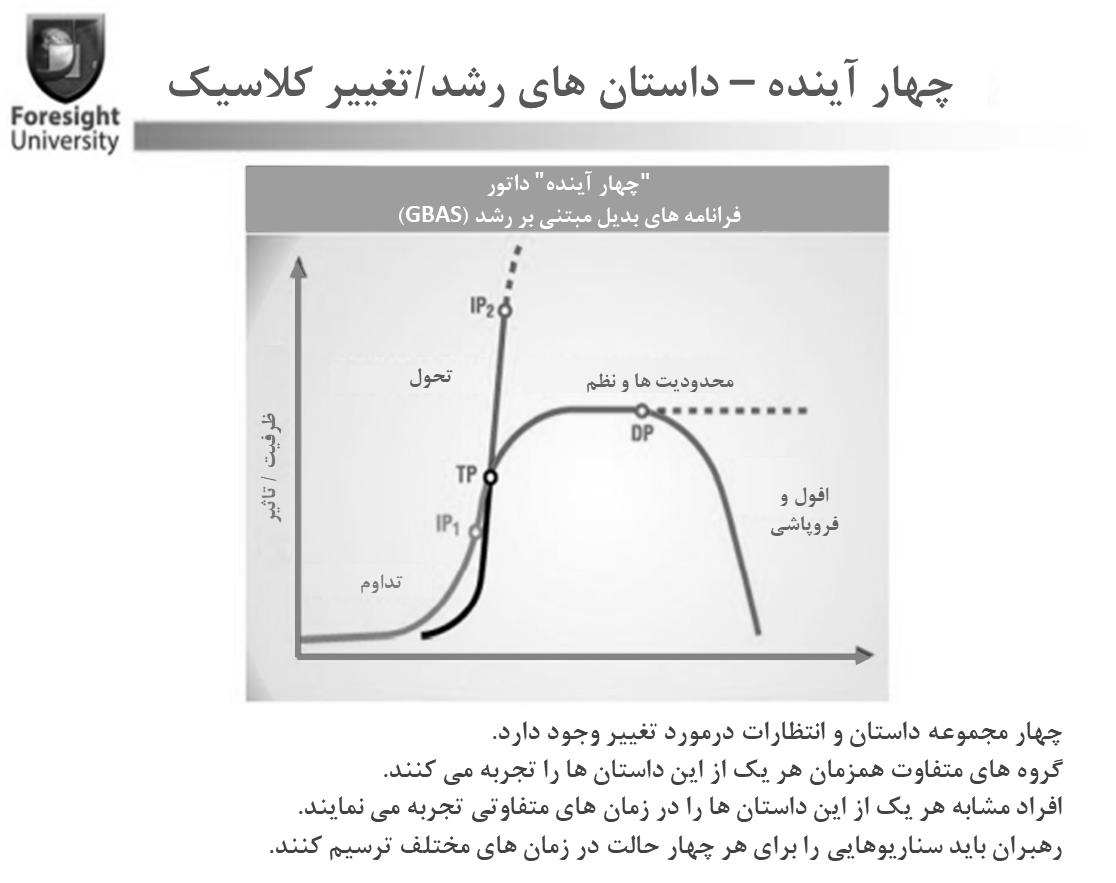 Foresight
University
چهار آینده – داستان های رشد/تغییر کلاسیک
"چهار آینده" داتور
فرانامه های بدیل مبتنی بر رشد (GBAS)
IP2
تحول
محدودیت ها و نظم
DP
TP
ظرفیت / تاثیر
افول و
فروپاشی
IP1
تداوم
چهار مجموعه داستان و انتظارات درمورد تغییر وجود دارد.
گروه های متفاوت همزمان هر یک از این داستان ها را تجربه می کنند.
افراد مشابه هر یک از این داستان ها را در زمان های متفاوتی تجربه می نمایند.
رهبران باید سناریوهایی را برای هر چهار حالت در زمان های مختلف ترسیم کنند.